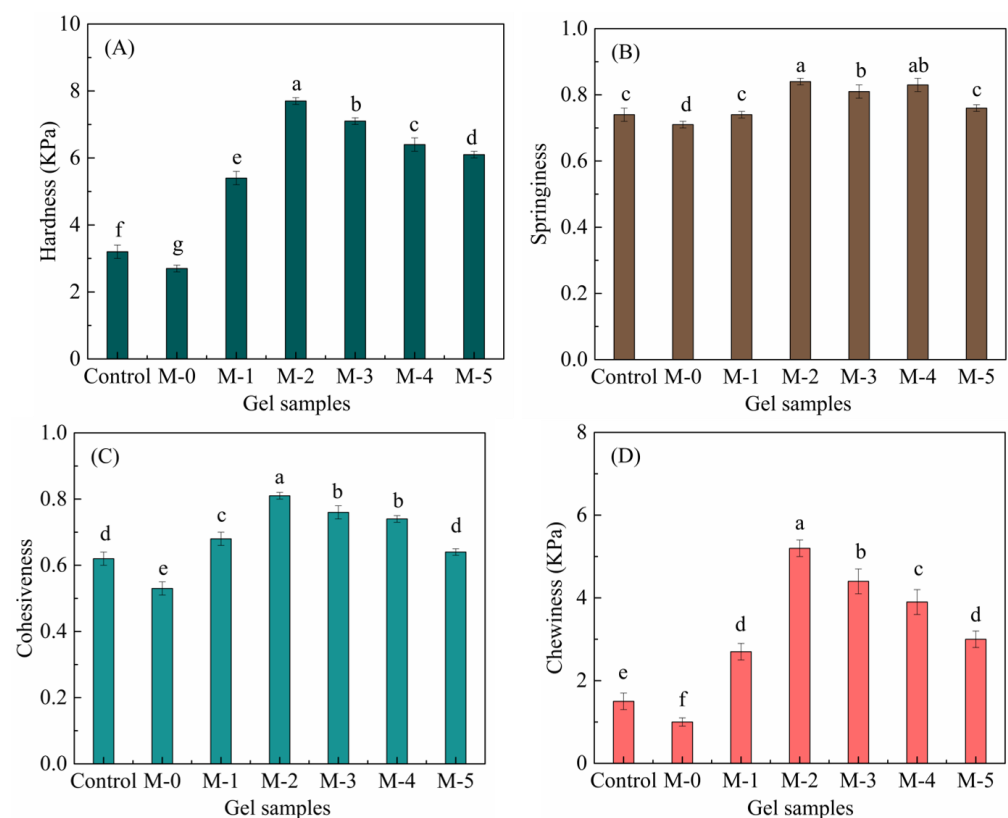 (A)
Hardness (KPa)
10
8
6
4
2
0
f
g
e
a
b
c
d
Control M-0 M-1 M-2 M-3 M-4 M-5
Gel samples
(B)
Springiness
1.0
0.8
0.6
0.4
0.2
0.0
c
d
c
a
b
ab
c
Control M-0 M-1 M-2 M-3 M-4 M-5
Gel samples
(C)
Cohesiveness
1.0
0.8
0.6
0.4
0.2
0.0
d
e
c
a
b
b
d
Control M-0 M-1 M-2 M-3 M-4 M-5
Gel samples
(D)
Chewiness (KPa)
8
6
4
2
0
e
f
d
a
b
c
d
Control M-0 M-1 M-2 M-3 M-4 M-5
Gel samples